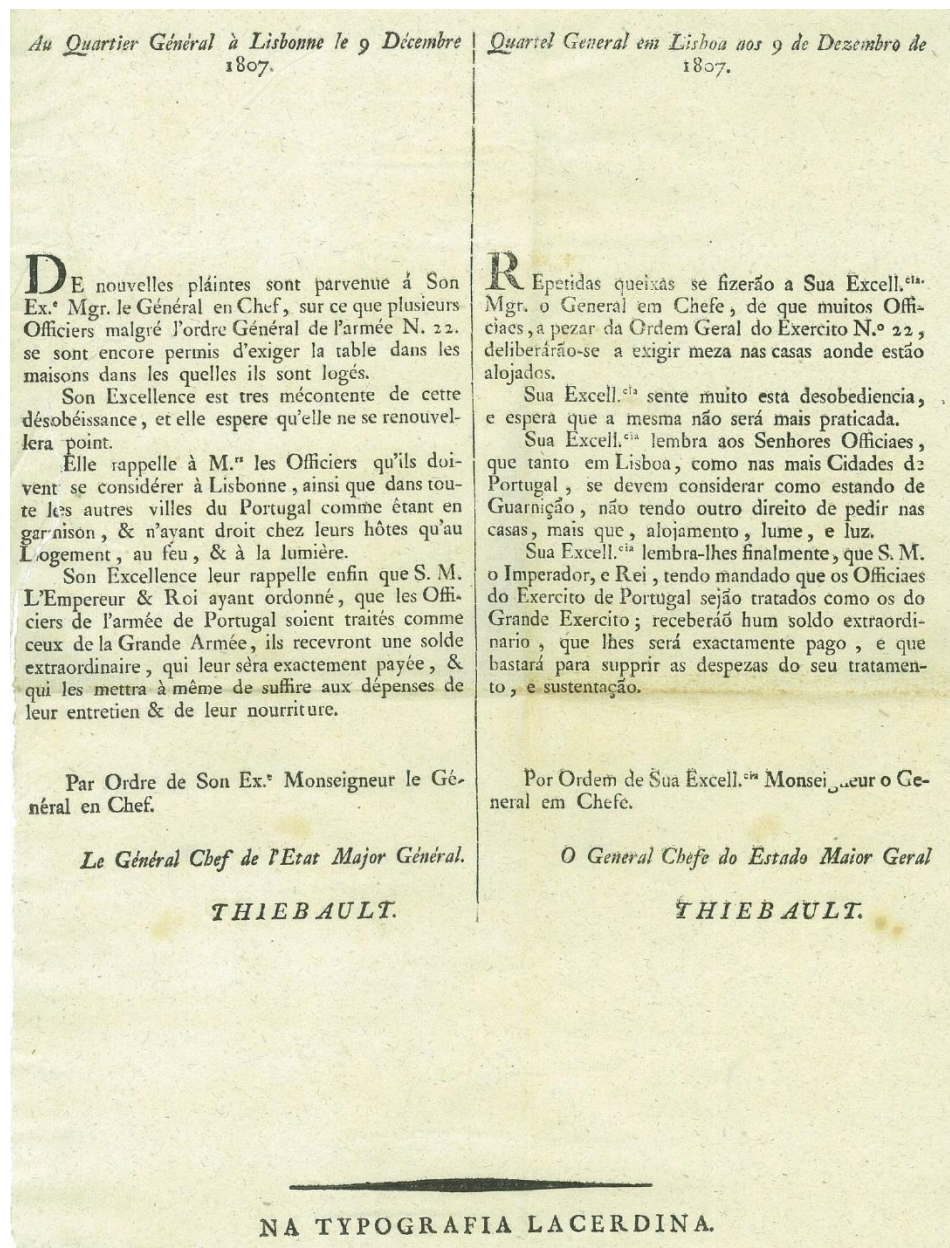 Au Quartier Général à Lisbonne le 9 Décembre
1807.
DE nouvelles pláintes sont parvenue á Son
Ex.e Mgr. le Général en Chef, sur ce que plusieurs
Officiers malgré l'ordre Général de l'armée N. 22.
se sont encore permis d'exiger la table dans les
maisons dans les quelles ils sont logés.
Son Excellence est tres mécontente de cette
désobéissance, et elle espere qu'elle ne se renouvel-
lera point.
Elle rappelle à M.rs les Officiers qu'ils doi-
vent se considérer à Lisbonne, ainsi que dans tou-
te les autres villes du Portugal comme étant en
garnison, & n'ayant droit chez leurs hôtes qu'au
Logement, au feu, & à la lumière.
Son Excellence leur rappelle enfin que S. M.
L'Empereur & Roi ayant ordonné, que les Offi-
ciers de l'armée de Portugal soient traités comme
ceux de la Grande Armée, ils recevront une solde
extraordinaire, qui leur sèra exactement payée, &
qui les mettra à même de suffire aux dépenses de
leur entretien & de leur nourriture.
Par Ordre de Son Ex.e Monseigneur le Gé-
néral en Chef.
Le Général Chef de l'Etat Major Général.
THIEBAULT.
Quartel General em Lisboa aos 9 de Dezembro de
1807.
REpetidas queixas se fizerão a Sua Excell.cia.
Mgr. o General em Chefe, de que muitos Offi-
ciaes, a pezar da Ordem Geral do Exercito N.o 22,
deliberárão-se a exigir meza nas casas aonde estão
alojados.
Sua Excell.cia sente muito esta desobediencia,
e espera que a mesma não será mais praticada.
Sua Excell.cia lembra aos Senhores Officiaes,
que tanto em Lisboa, como nas mais Cidades de
Portugal, se devem considerar como estando de
Guarnição, não tendo outro direito de pedir nas
casas, mais que, alojamento, lume, e luz.
Sua Excell.cia lembra-lhes finalmente, que S. M.
o Imperador, e Rei, tendo mandado que os Officiaes
do Exercito de Portugal sejão tratados como os do
Grande Exercito; receberáõ hum soldo extraordi-
nario, que lhes será exactamente pago, e que
bastará para supprir as despezas do seu tratamen-
to, e sustentação.
Por Ordem de Sua Excell.cia Monseigneur o Ge-
neral em Chefe.
O General Chefe do Estado Maior Geral
THIEBAULT.
NA TYPOGRAFIA LACERDINA.